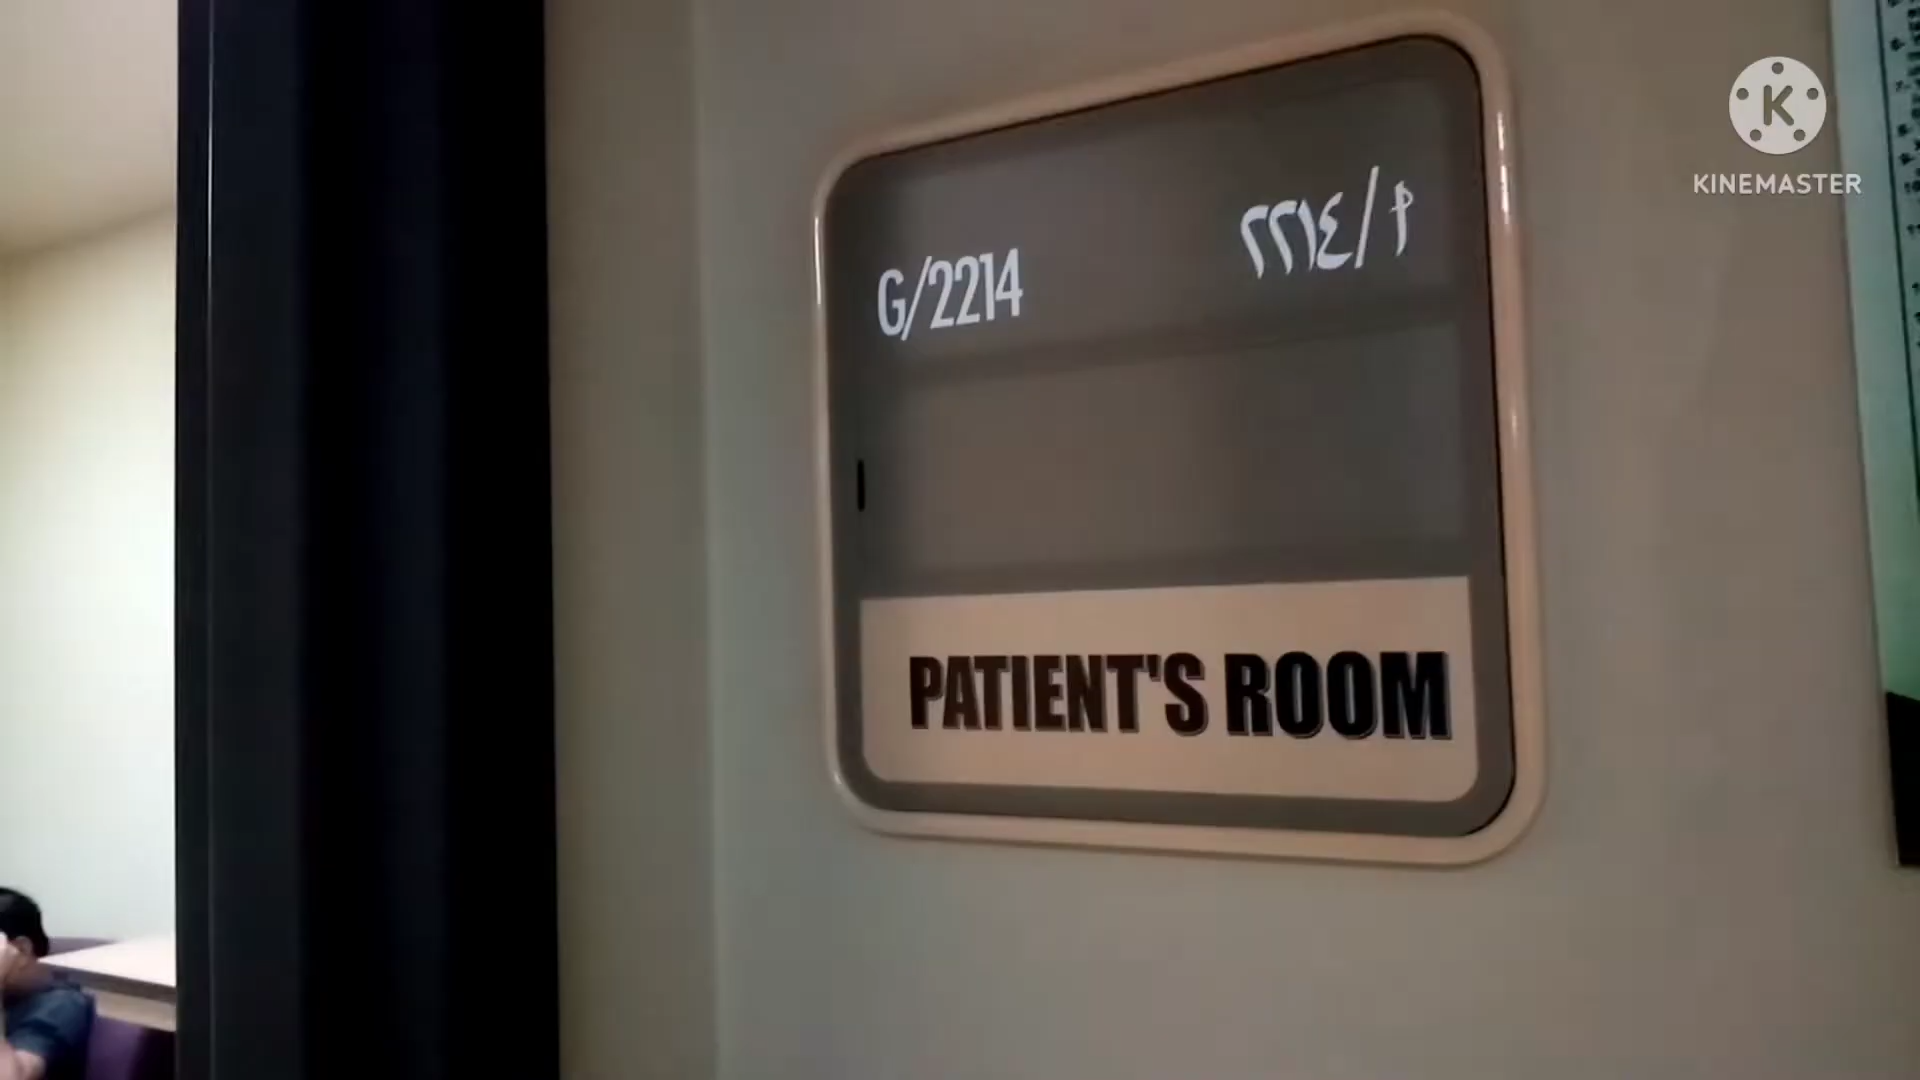 G/2214
٢٢١٤/م
PATIENT'S ROOM
K
KINEMASTER